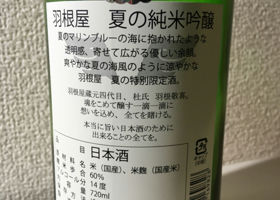 羽根屋 夏の純米吟醸
夏のマリンブルーの海に抱かれたような
透明感、寄せて広がる優しい余韻、
爽やかな夏の海風のように涼やかな
羽根屋 夏の特別限定酒。
羽根屋蔵元四代目、杜氏 羽根敬喜。
魂をこめて醸す一滴一滴に
想いを込め、全てを賭ける。
本当に旨い日本酒のために
出来ることの全てを。
日本酒
米(国産)、米麹(国産米)
60%
14度
720ml